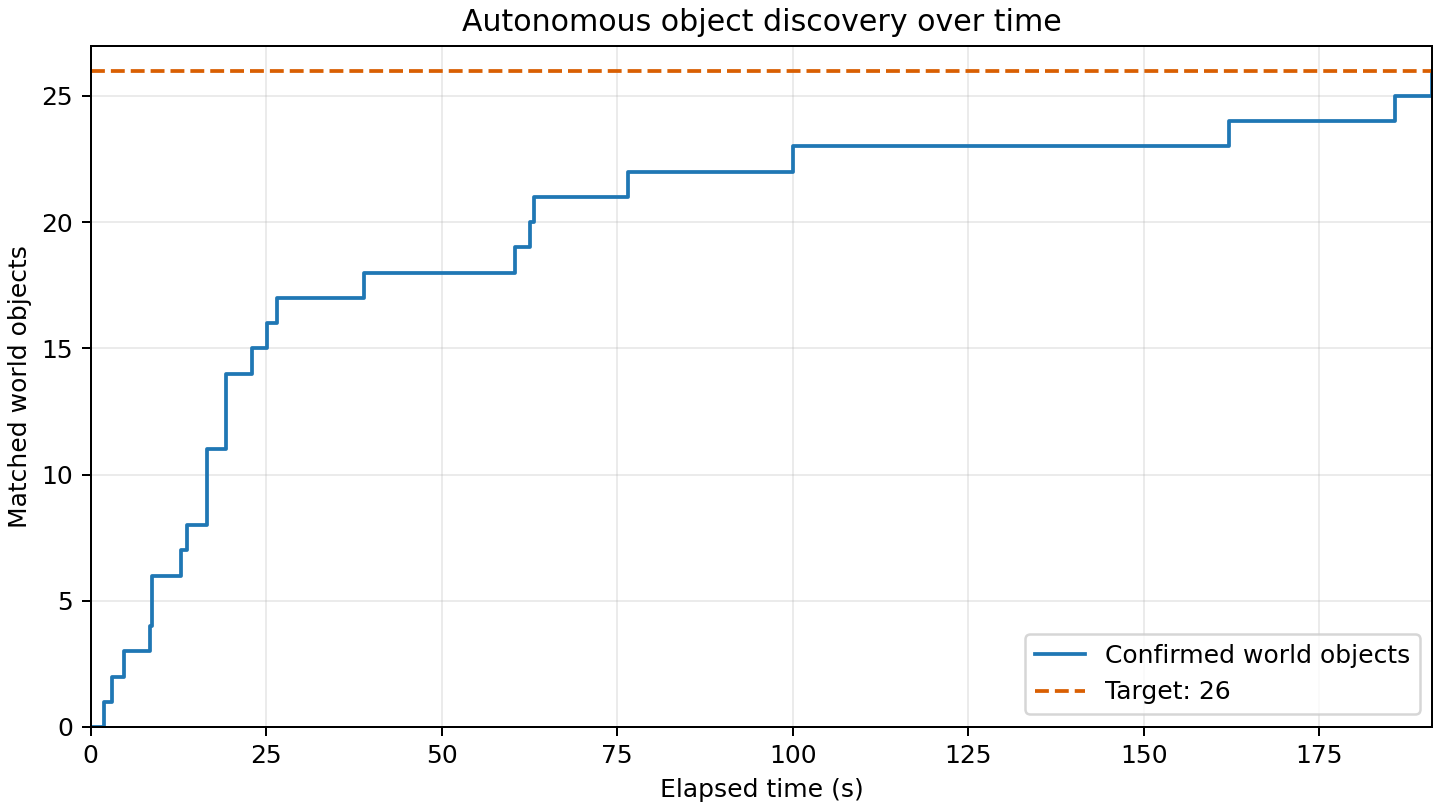 Autonomous object discovery over time
Matched world objects
25
20
15
10
5
0
0 25 50 75 100 125 150 175
Elapsed time (s)
Confirmed world objects
Target: 26